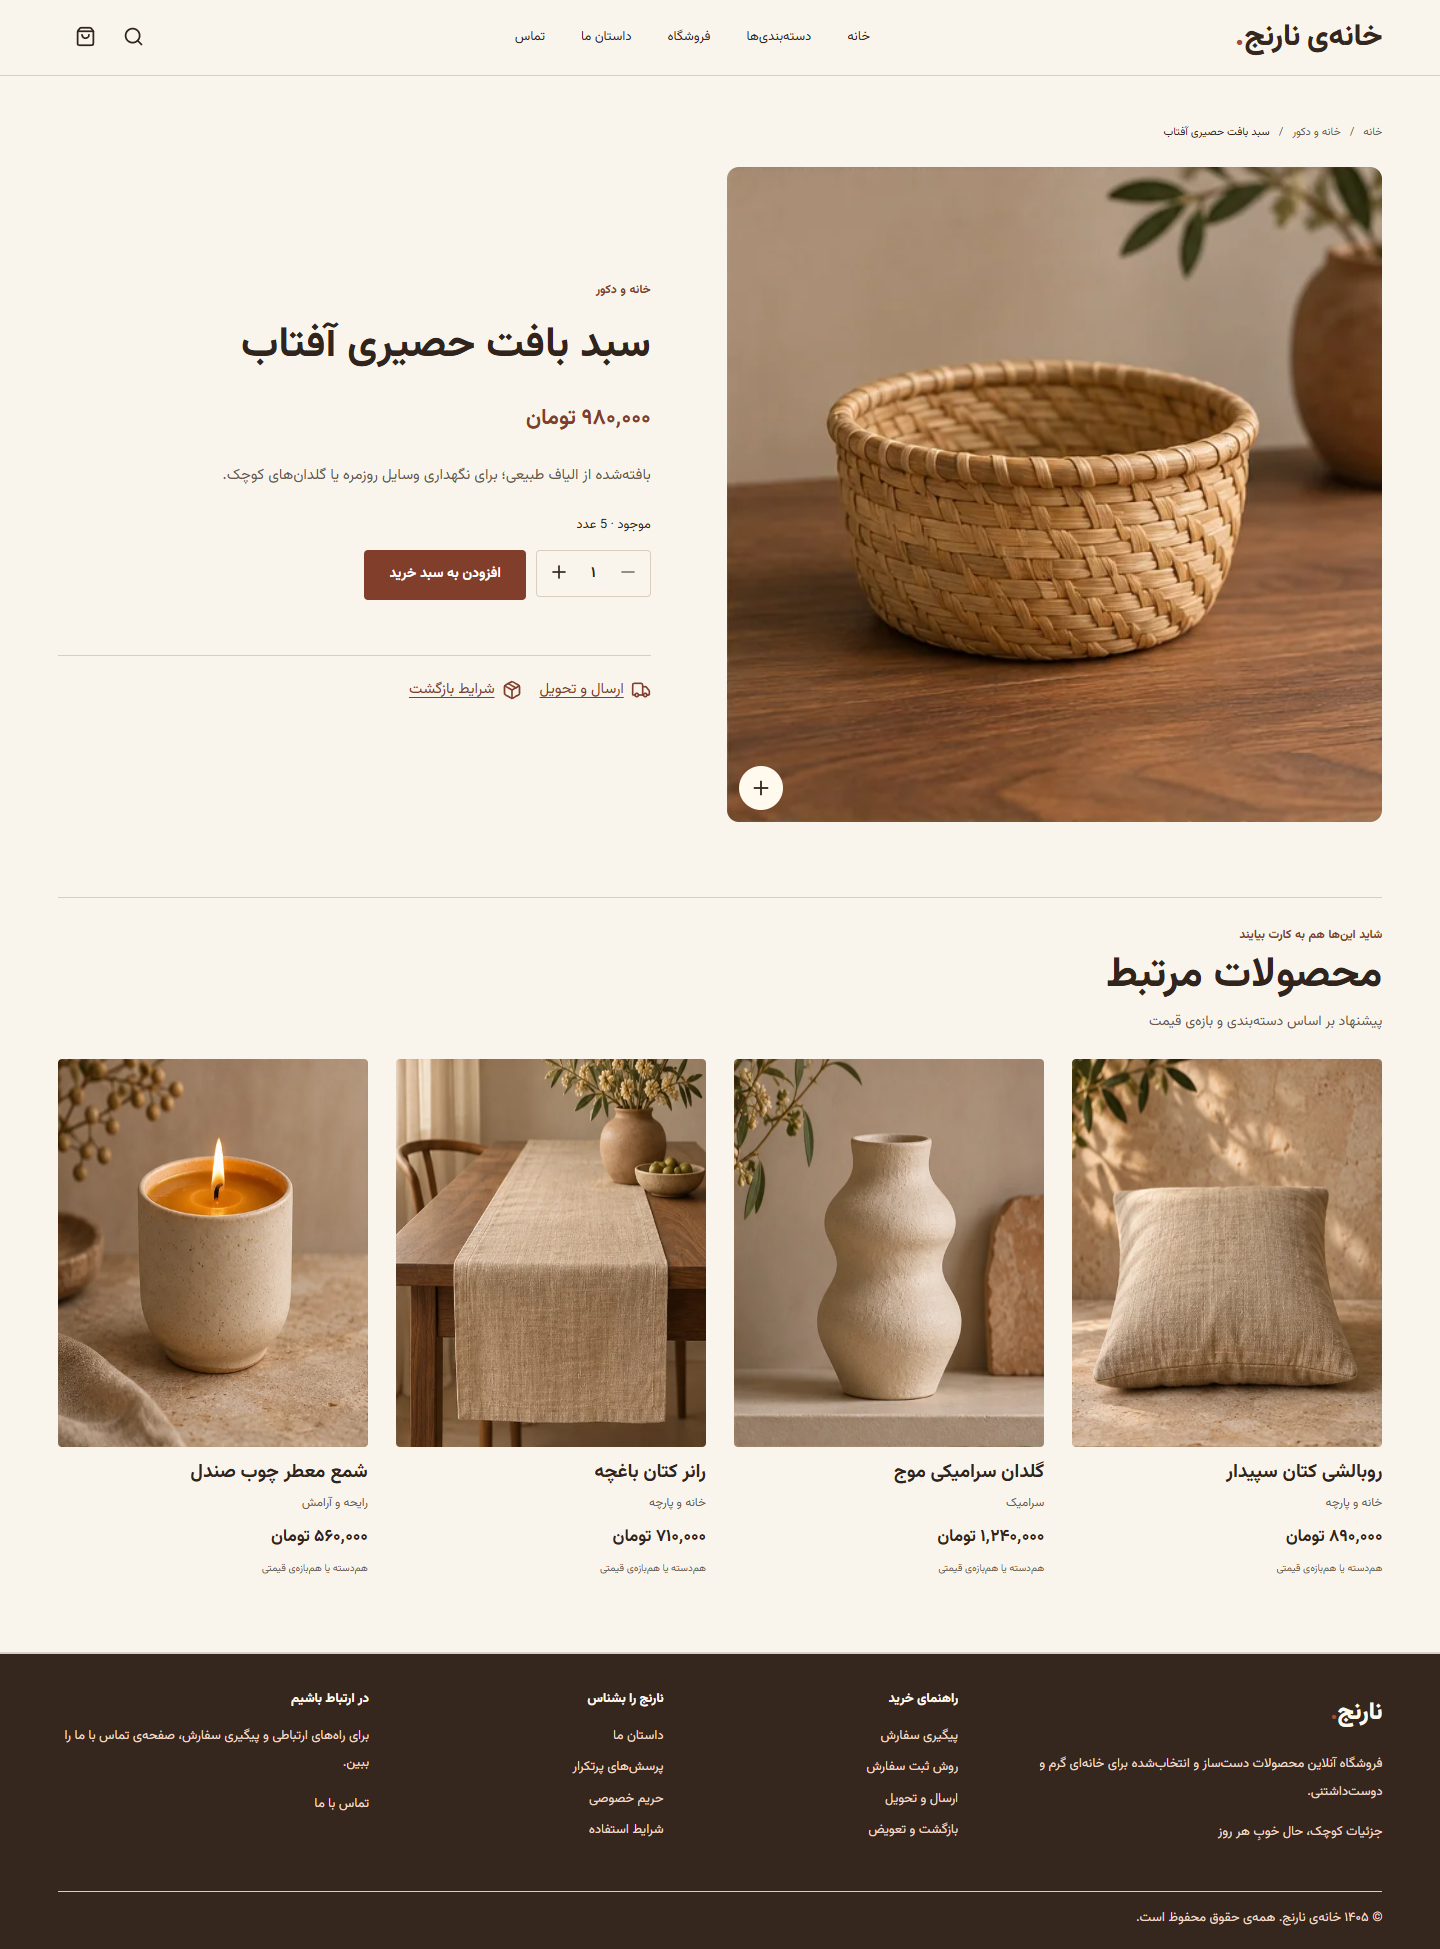 خانه‌ی نارنج.
خانه
دسته‌بندی‌ها
فروشگاه
داستان ما
تماس
خانه / خانه و دکور / سبد بافت حصیری آفتاب
خانه و دکور
سبد بافت حصیری آفتاب
۹۸۰,۰۰۰ تومان
بافته‌شده از الیاف طبیعی؛ برای نگهداری وسایل روزمره یا گلدان‌های کوچک.
موجود · 5 عدد
۱
افزودن به سبد خرید
ارسال و تحویل
شرایط بازگشت
شاید این‌ها هم به کارت بیایند
محصولات مرتبط
پیشنهاد بر اساس دسته‌بندی و بازه‌ی قیمت
روبالشی کتان سپیدار
خانه و پارچه
۸۹۰,۰۰۰ تومان
هم‌دسته یا هم‌بازه‌ی قیمتی
گلدان سرامیکی موج
سرامیک
۱,۲۴۰,۰۰۰ تومان
هم‌دسته یا هم‌بازه‌ی قیمتی
رانر کتان باغچه
خانه و پارچه
۷۱۰,۰۰۰ تومان
هم‌دسته یا هم‌بازه‌ی قیمتی
شمع معطر چوب صندل
رایحه و آرامش
۵۶۰,۰۰۰ تومان
هم‌دسته یا هم‌بازه‌ی قیمتی
نارنج.
فروشگاه آنلاین محصولات دست‌ساز و انتخاب‌شده برای خانه‌ای گرم و
دوست‌داشتنی.
جزئیات کوچک، حال خوبِ هر روز
راهنمای خرید
پیگیری سفارش
روش ثبت سفارش
ارسال و تحویل
بازگشت و تعویض
نارنج را بشناس
داستان ما
پرسش‌های پرتکرار
حریم خصوصی
شرایط استفاده
در ارتباط باشیم
برای راه‌های ارتباطی و پیگیری سفارش، صفحه‌ی تماس با ما را
ببین.
تماس با ما
© ۱۴۰۵ خانه‌ی نارنج. همه‌ی حقوق محفوظ است.